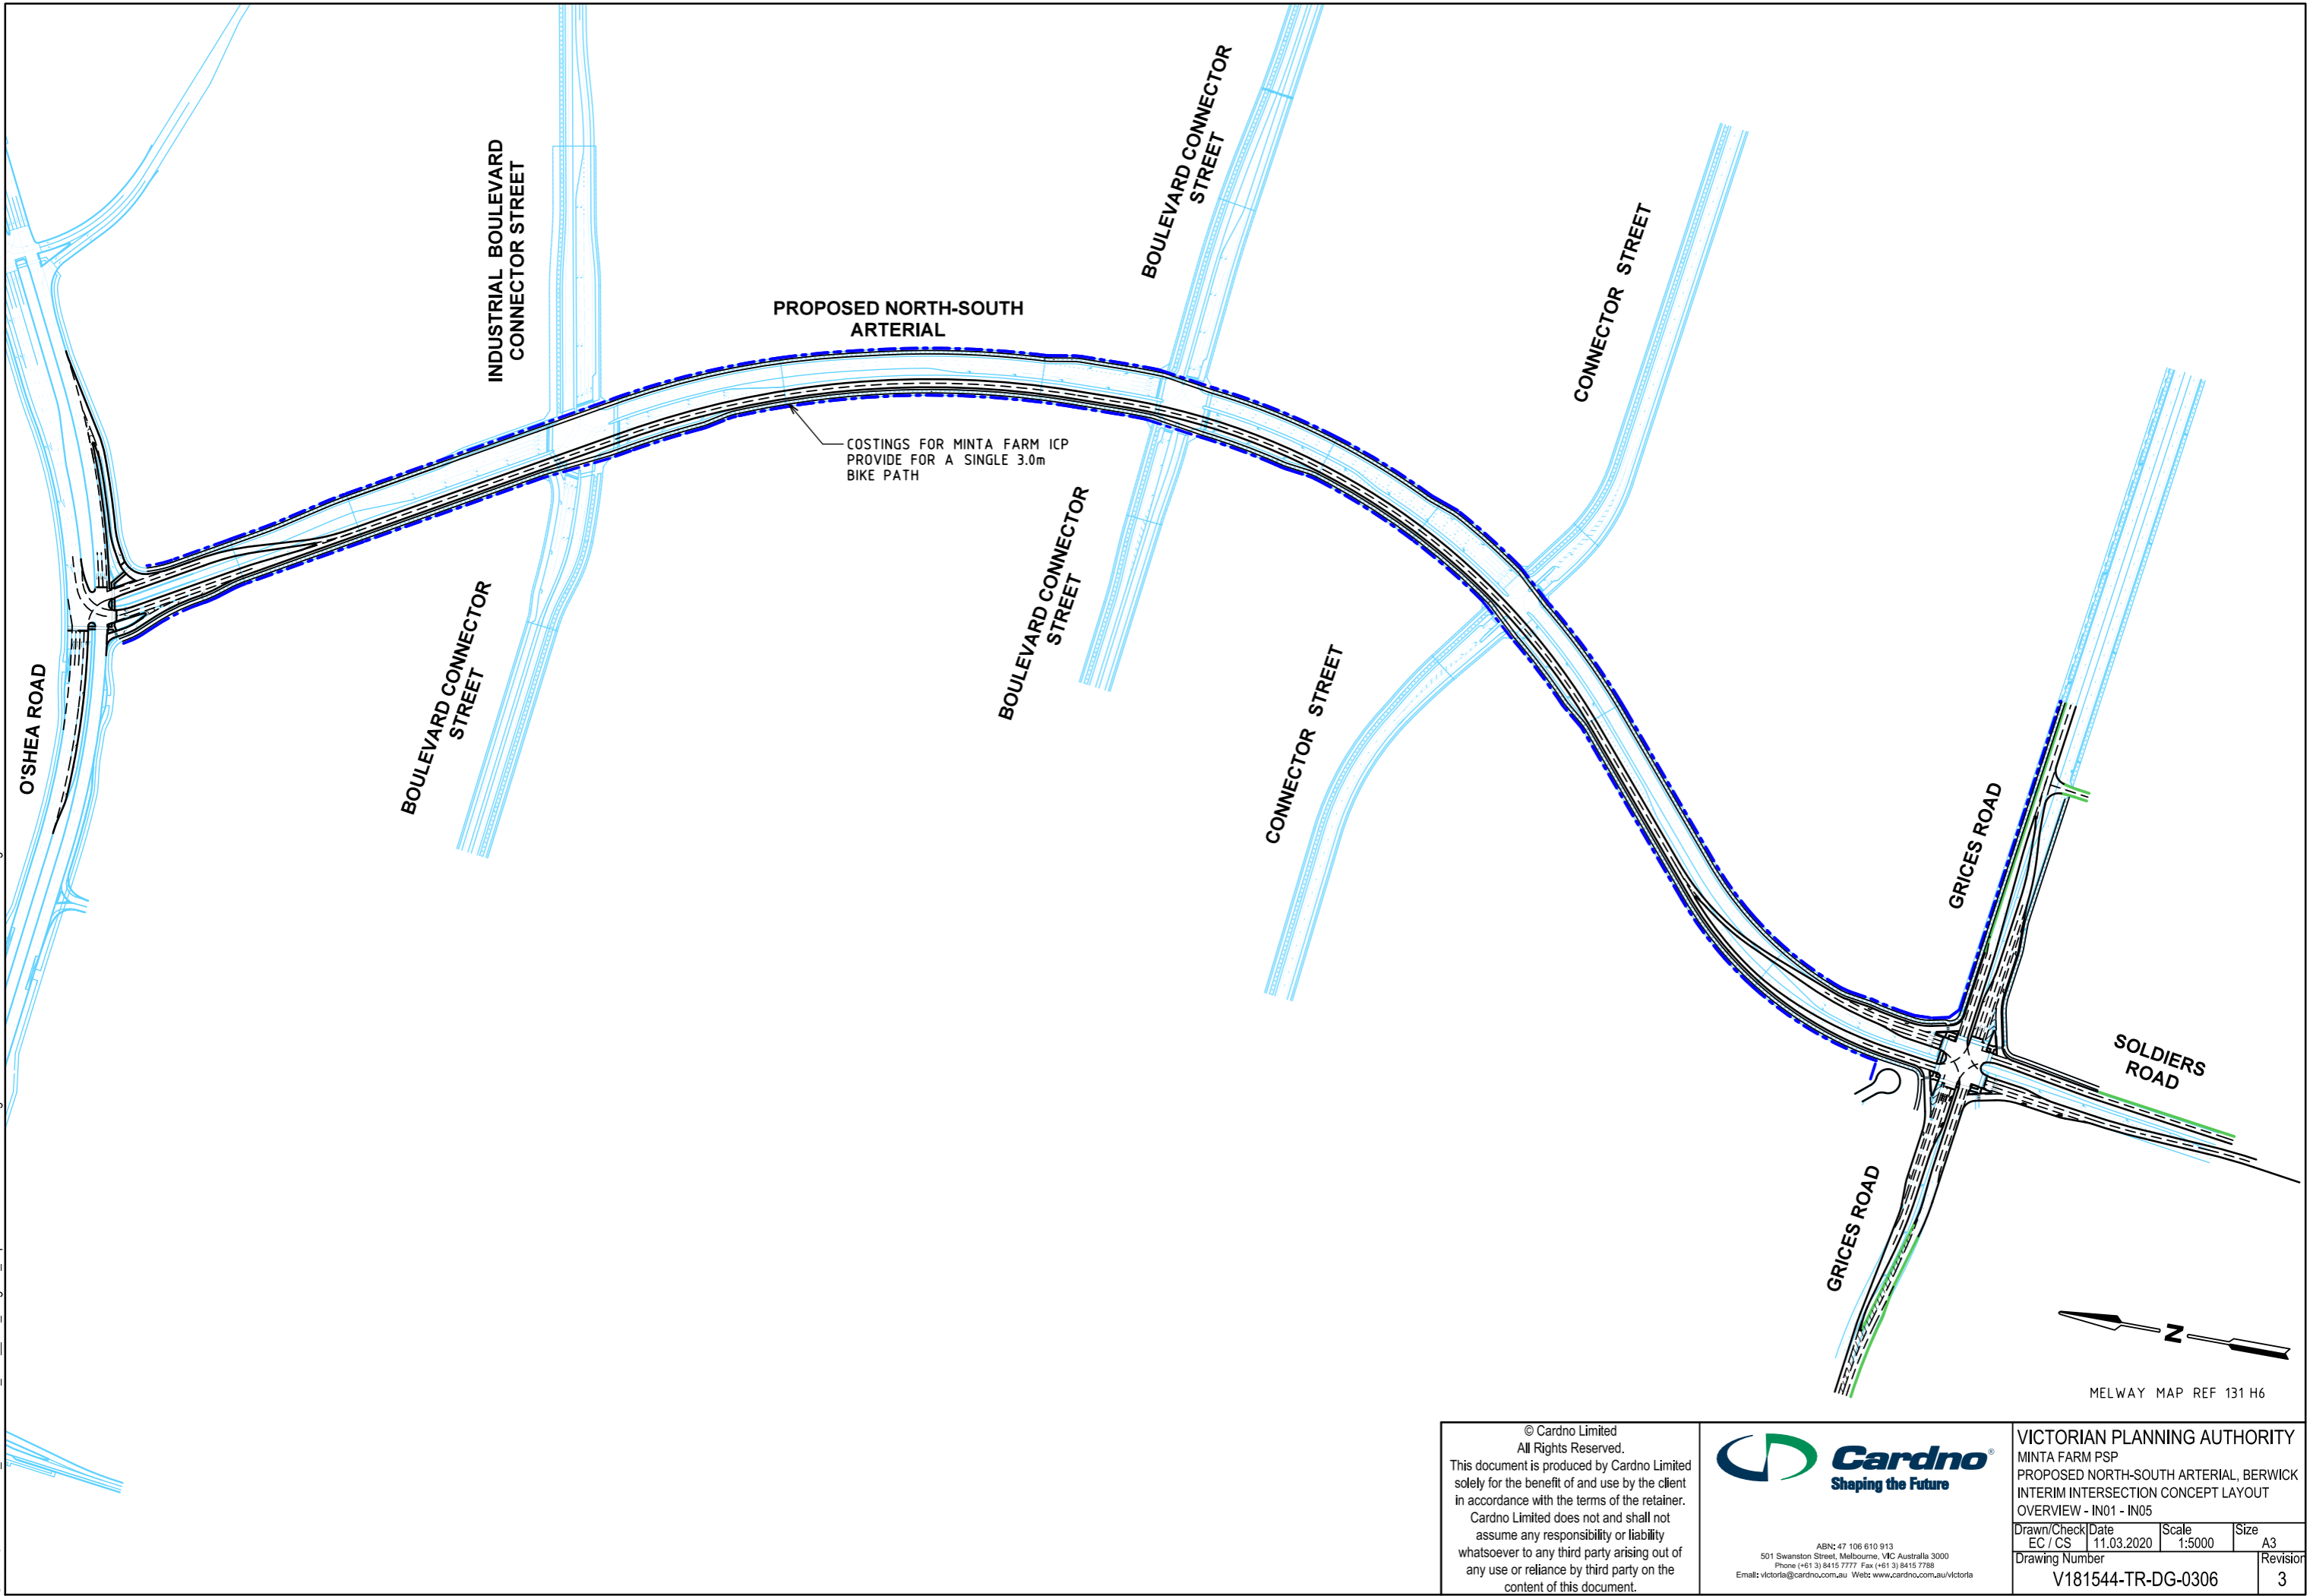 INDUSTRIAL BOULEVARD
CONNECTOR STREET
BOULEVARD CONNECTOR
STREET
CONNECTOR STREET
PROPOSED NORTH-SOUTH
ARTERIAL
COSTINGS FOR MINTA FARM ICP
PROVIDE FOR A SINGLE 3.0m
BIKE PATH
O'SHEA ROAD
BOULEVARD CONNECTOR
STREET
BOULEVARD CONNECTOR
STREET
CONNECTOR STREET
GRICES ROAD
SOLDIERS
ROAD
GRICES ROAD
N
MELWAY MAP REF 131 H6
© Cardno Limited
All Rights Reserved.
This document is produced by Cardno Limited
solely for the benefit of and use by the client
in accordance with the terms of the retainer.
Cardno Limited does not and shall not
assume any responsibility or liability
whatsoever to any third party arising out of
any use or reliance by third party on the
content of this document.
Cardno®
Shaping the Future
ABN: 47 106 610 913
501 Swanston Street, Melbourne, VIC Australia 3000
Phone (+61 3) 8415 7777 Fax (+61 3) 8415 7788
Email: victoria@cardno.com.au Web: www.cardno.com.au/victoria
VICTORIAN PLANNING AUTHORITY
MINTA FARM PSP
PROPOSED NORTH-SOUTH ARTERIAL, BERWICK
INTERIM INTERSECTION CONCEPT LAYOUT
OVERVIEW - IN01 - IN05
Drawn/Check Date Scale Size
EC / CS 11.03.2020 1:5000 A3
Drawing Number Revision
V181544-TR-DG-0306 3